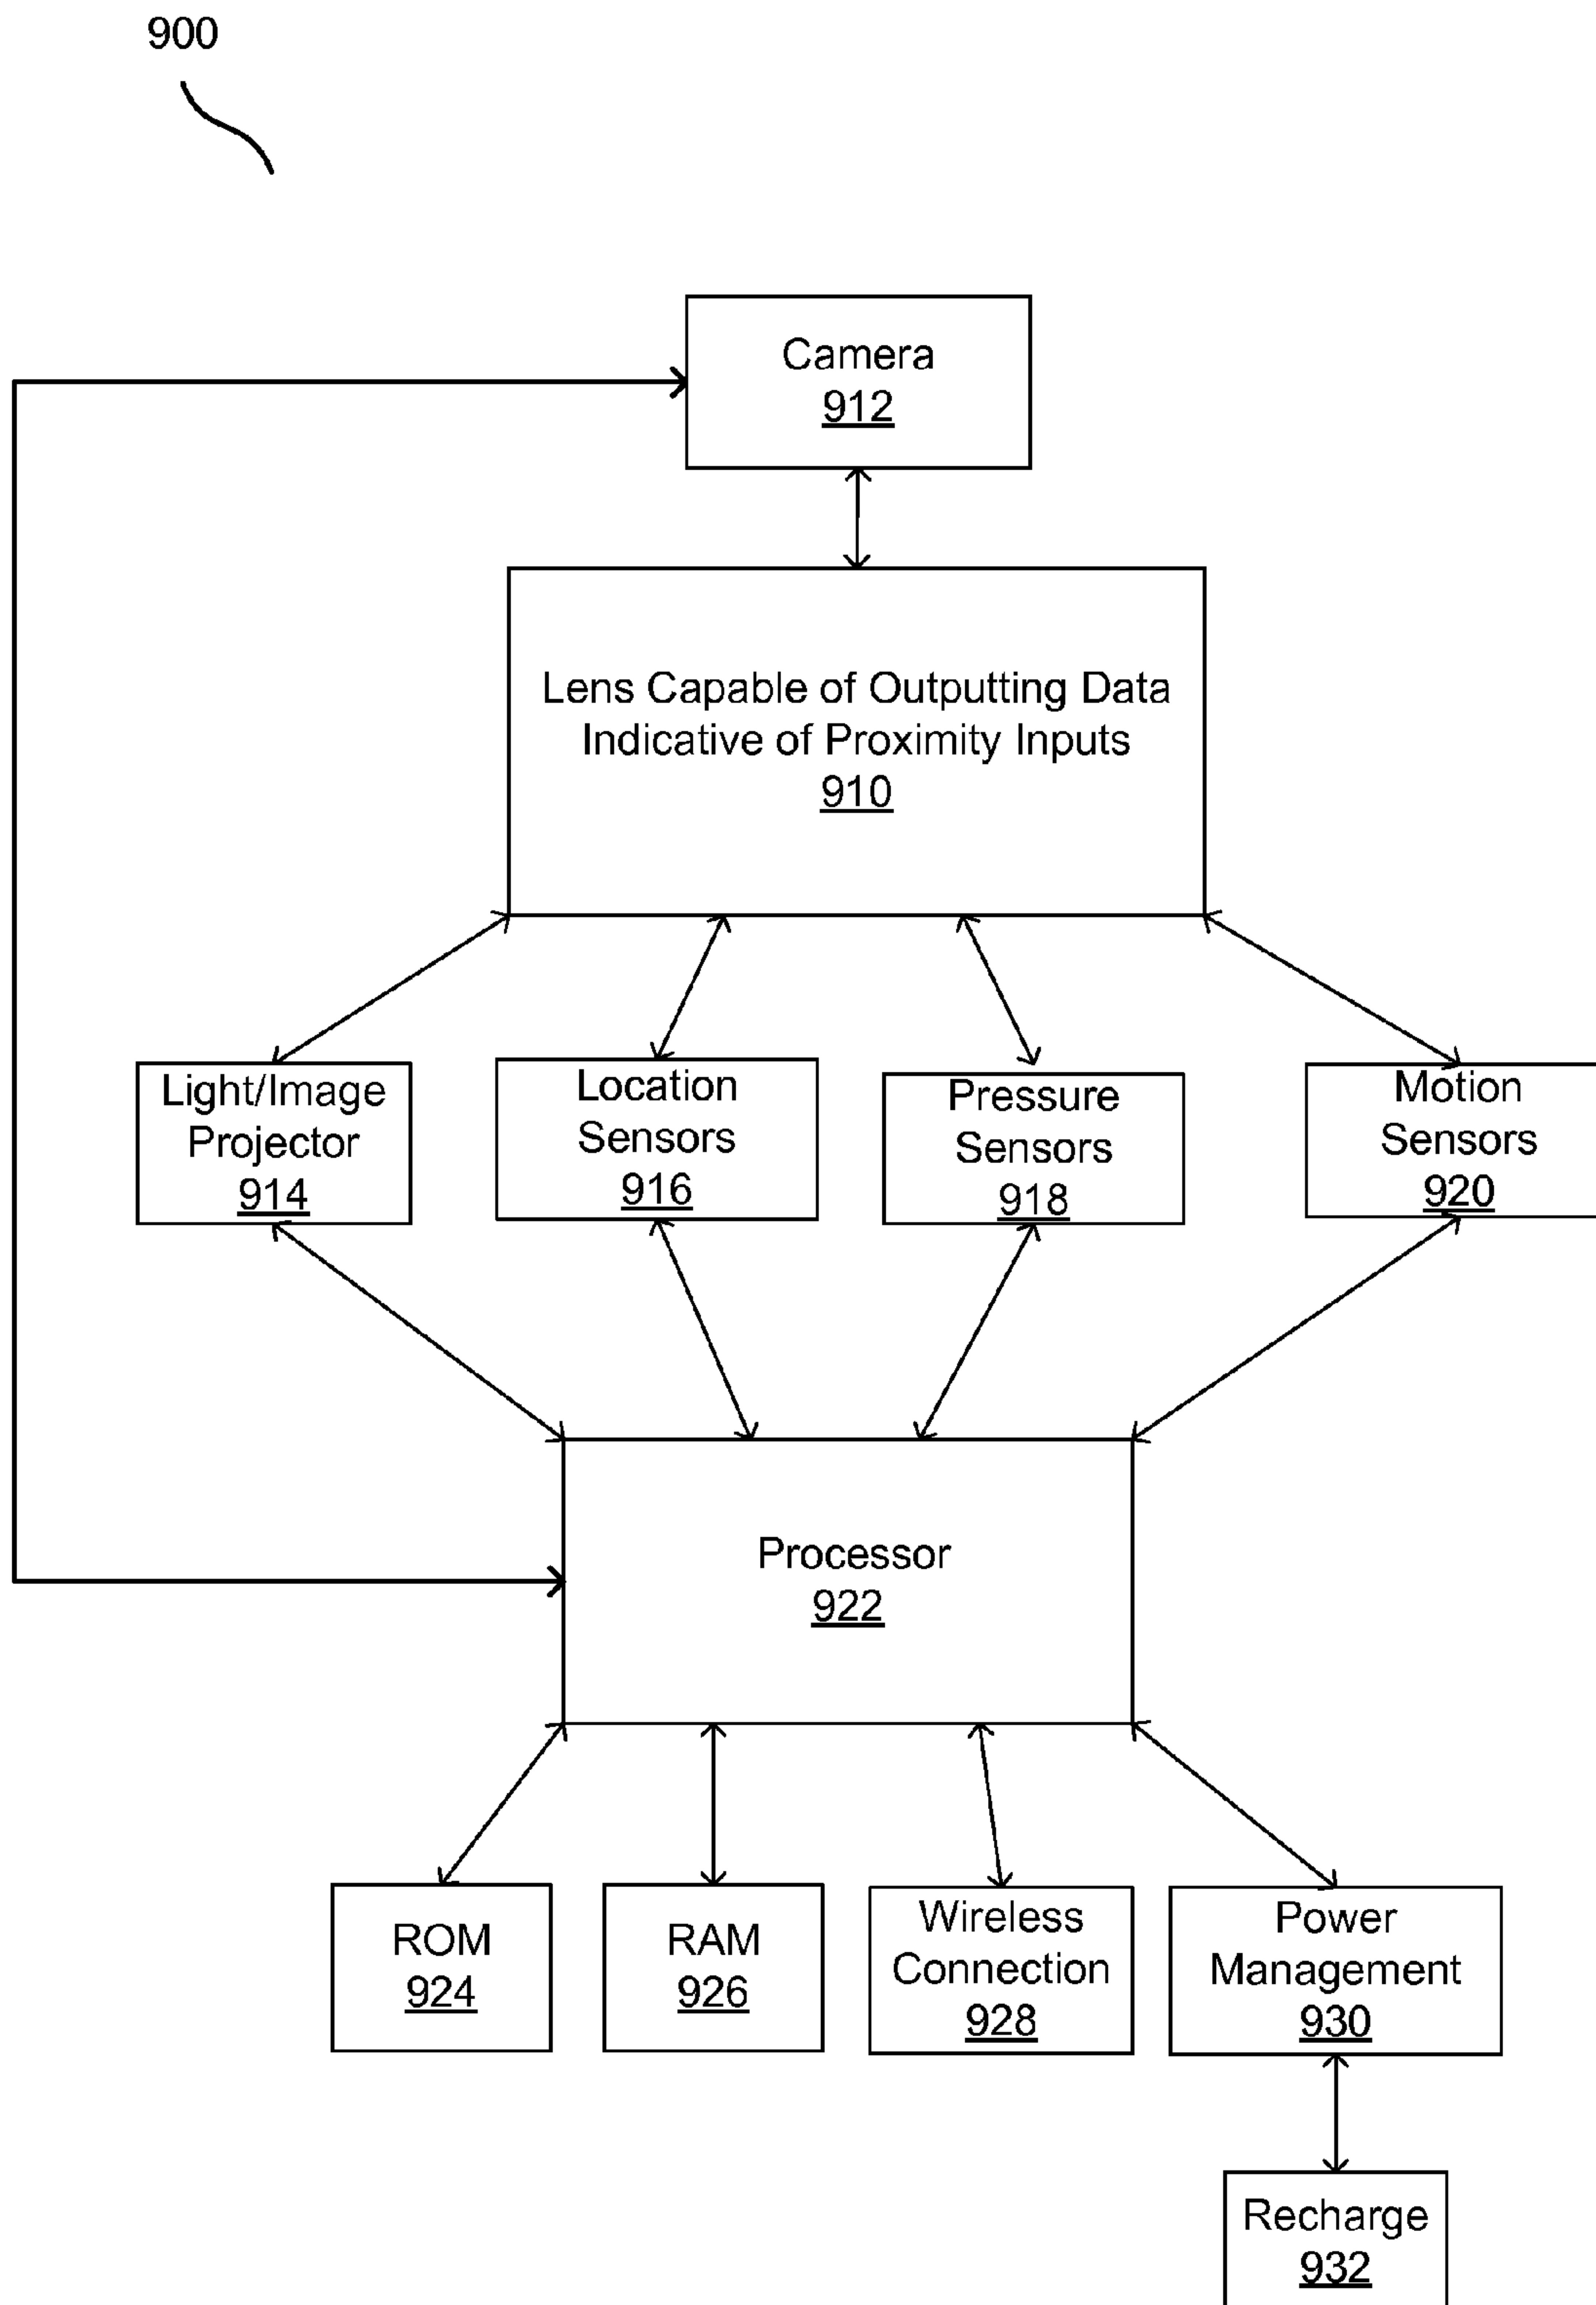 900
Camera
912
Lens Capable of Outputting Data
Indicative of Proximity Inputs
910
Light/Image
Projector
914
Location
Sensors
916
Pressure
Sensors
918
Motion
Sensors
920
Processor
922
ROM
924
RAM
926
Wireless
Connection
928
Power
Management
930
Recharge
932